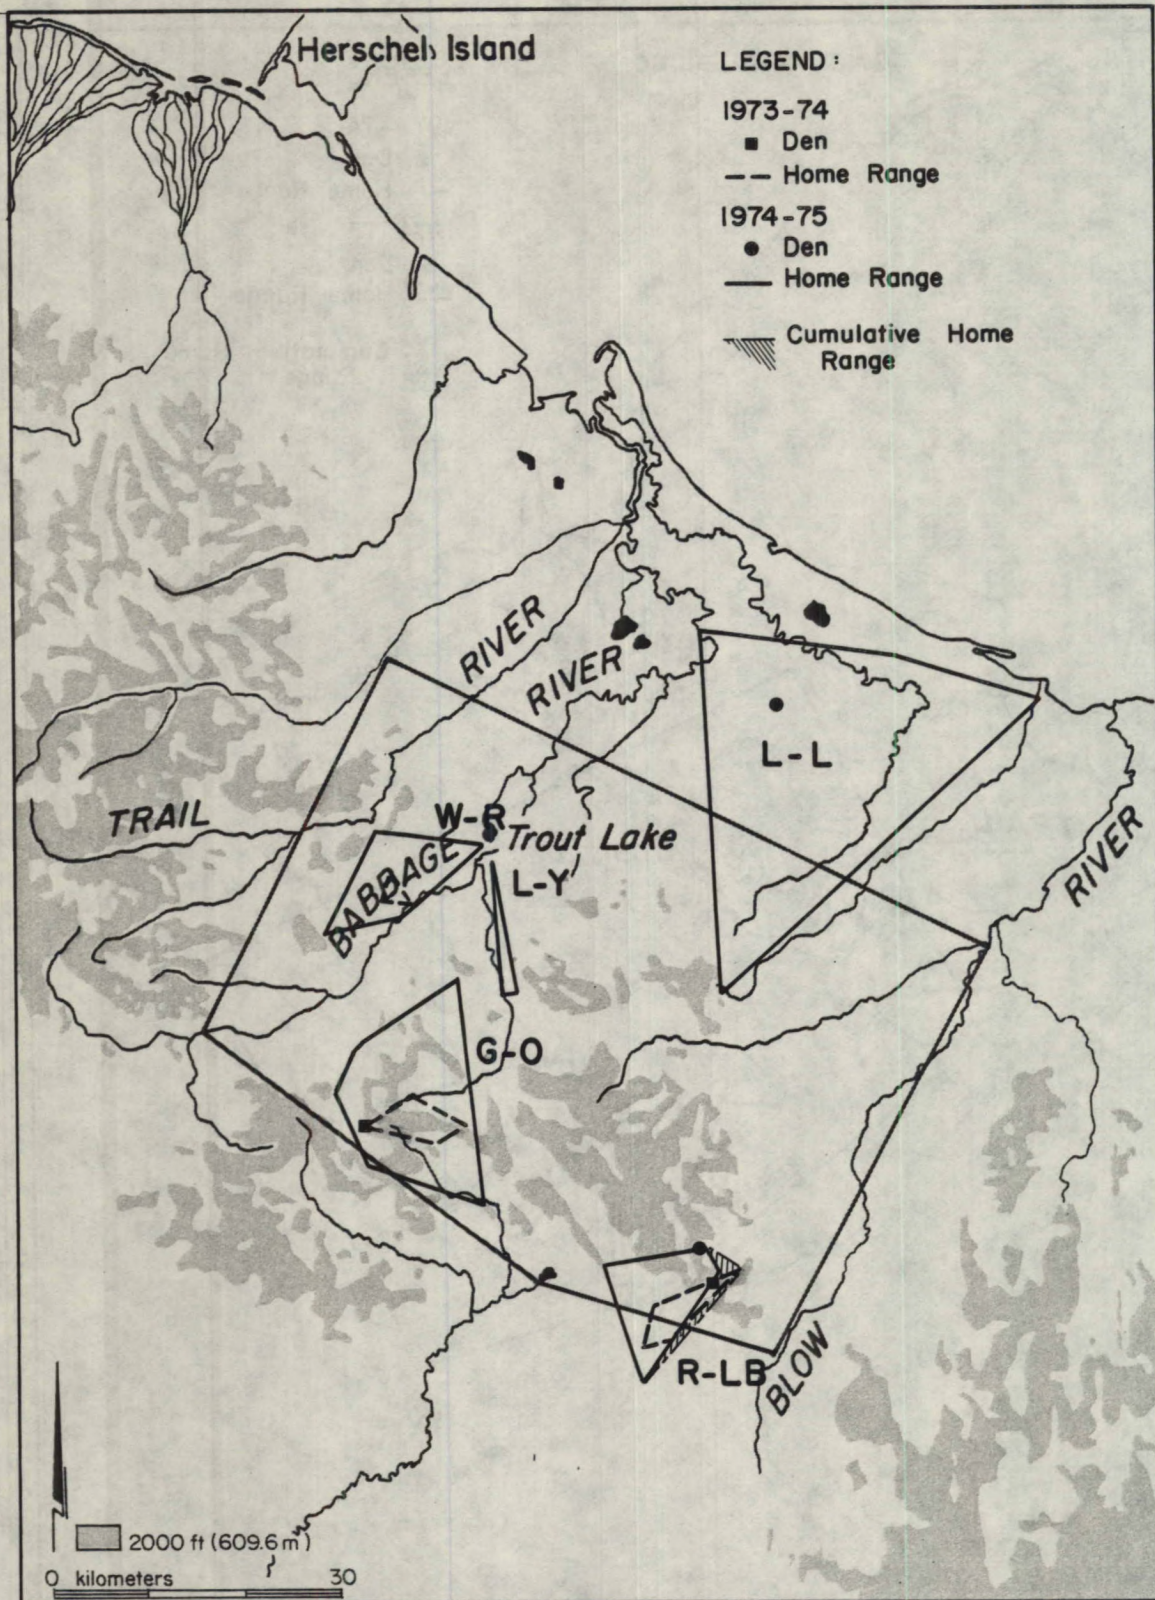 Herschel Island
LEGEND :
1973-74
Den
Home Range
1974-75
Den
Home Range
Cumulative Home
Range
RIVER
RIVER
L-L
TRAIL
W-R
Trout Lake
BABBAGE
L-Y
RIVER
G-O
R-LB
BLOW
2000 ft (609.6 m)
0 kilometers 30